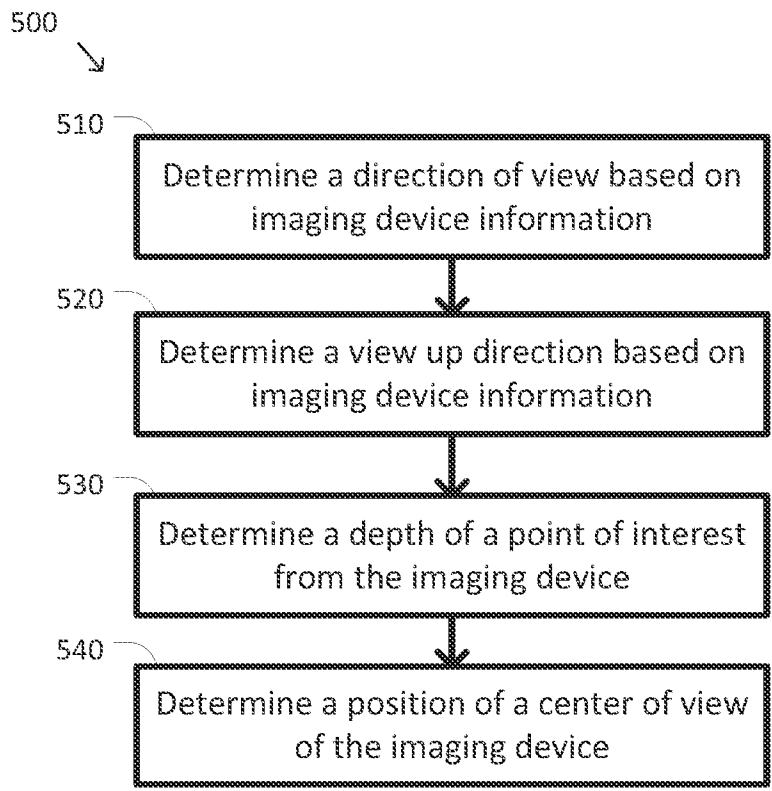 500
510
Determine a direction of view based on
imaging device information
520
Determine a view up direction based on
imaging device information
530
Determine a depth of a point of interest
from the imaging device
540
Determine a position of a center of view
of the imaging device